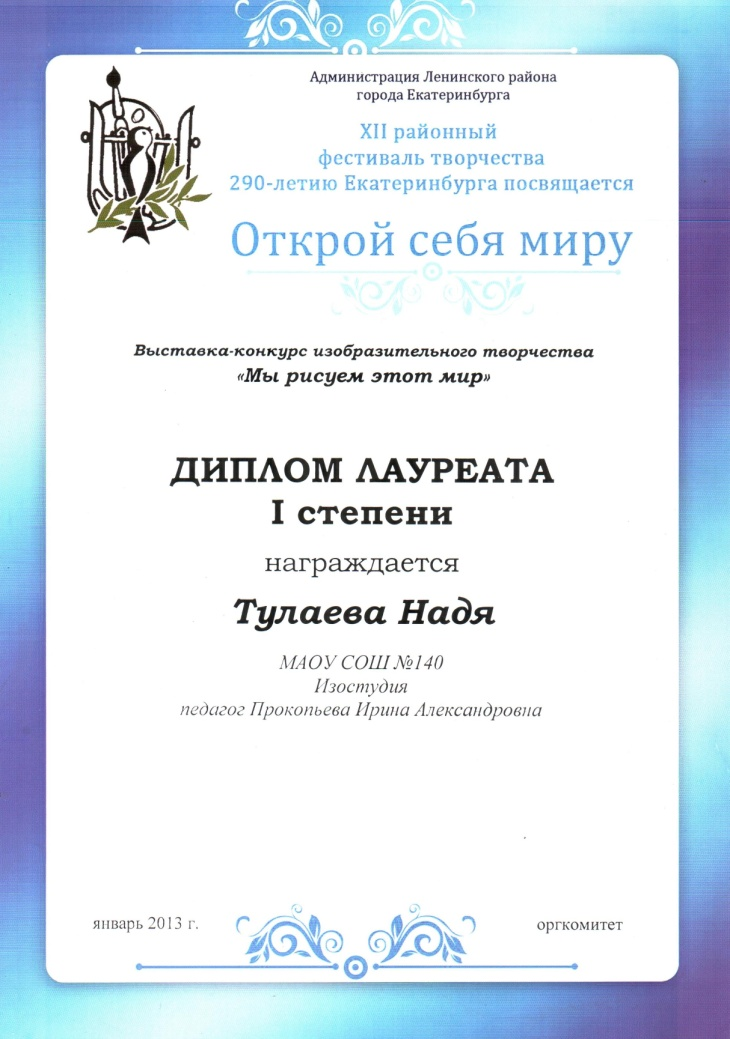 Администрация Ленинского района
города Екатеринбурга
XII районный
фестиваль творчества
290-летию Екатеринбурга посвящается
Открой себя миру
Выставка-конкурс изобразительного творчества
«Мы рисуем этот мир»
ДИПЛОМ ЛАУРЕАТА
I степени
награждается
Тулаева Надя
МАОУ СОШ №140
Изостудия
педагог Прокопьева Ирина Александровна
январь 2013 г.
оргкомитет